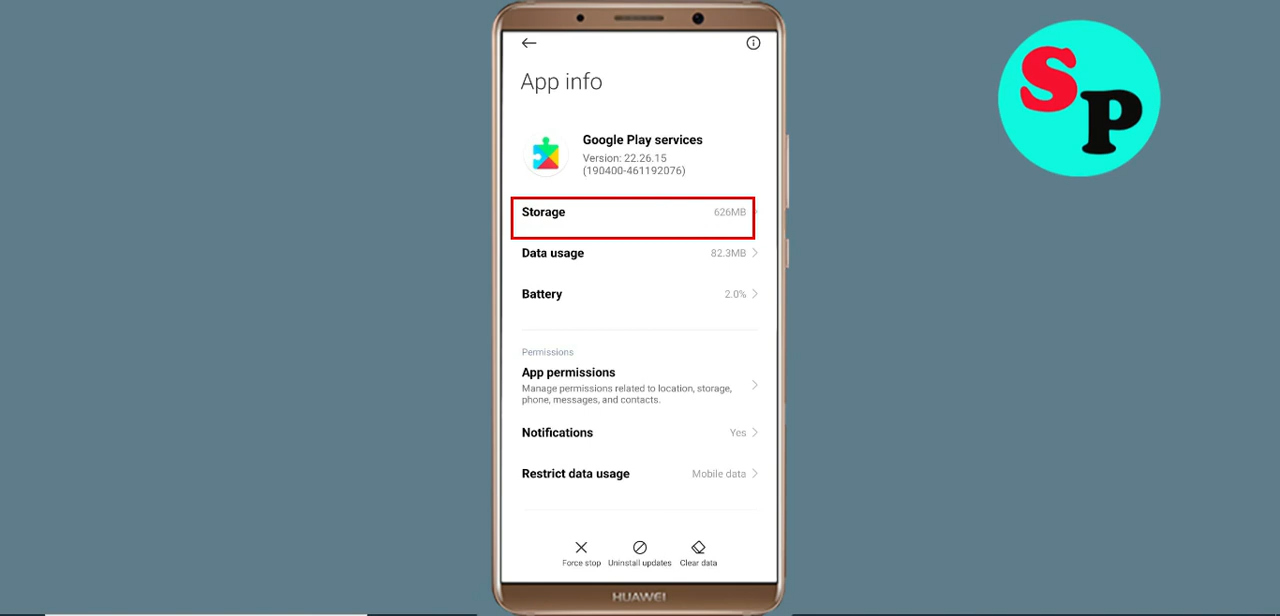 App info
Google Play services
Version: 22.26.15
(190400-461192076)
Storage 626MB
Data usage 82.3MB
Battery 2.0%
Permissions
App permissions
Manage permissions related to location, storage,
phone, messages, and contacts.
Notifications Yes
Restrict data usage Mobile data
Force stop Uninstall updates Clear data
HUAWEI
SP